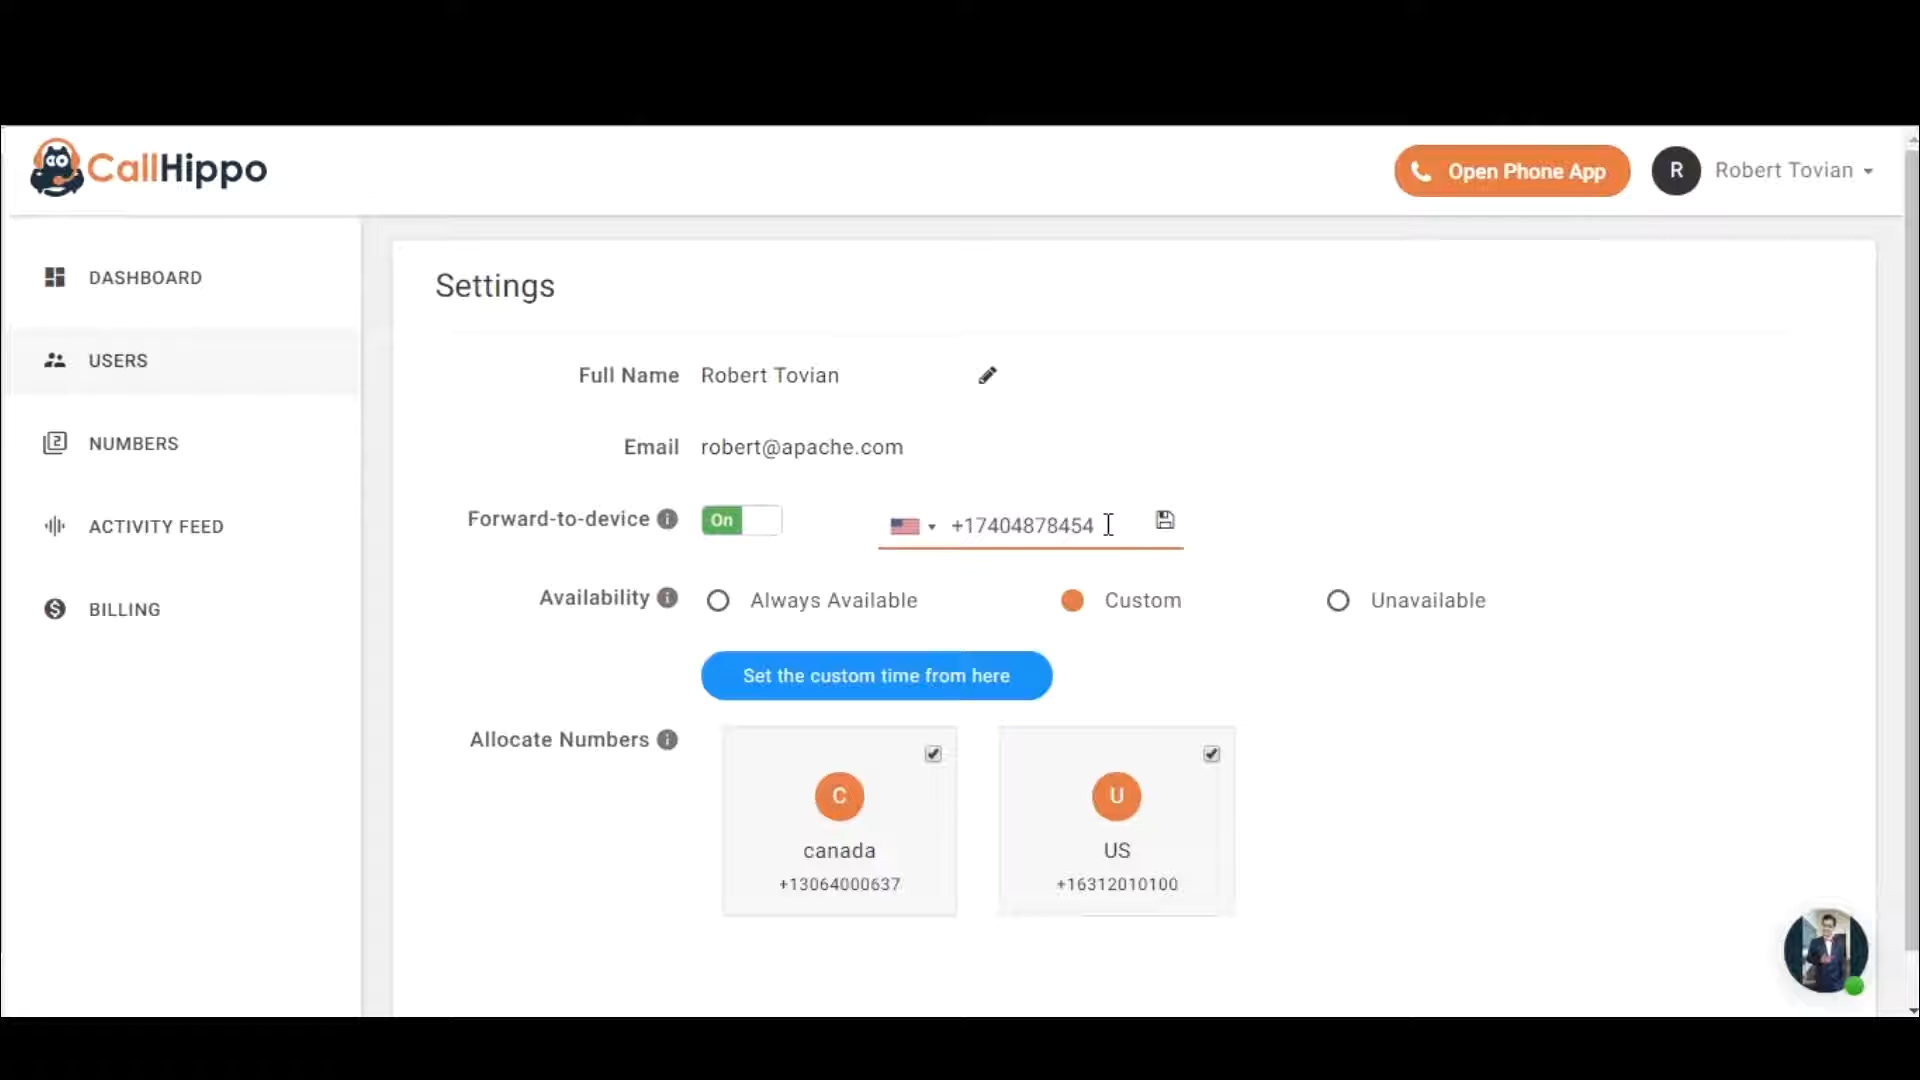 CallHippo
Open Phone App
R
Robert Tovian
DASHBOARD
USERS
NUMBERS
ACTIVITY FEED
BILLING
Settings
Full Name Robert Tovian
Email robert@apache.com
Forward-to-device On +17404878454
Availability Always Available Custom Unavailable
Set the custom time from here
Allocate Numbers
C
canada
+13064000637
U
US
+16312010100